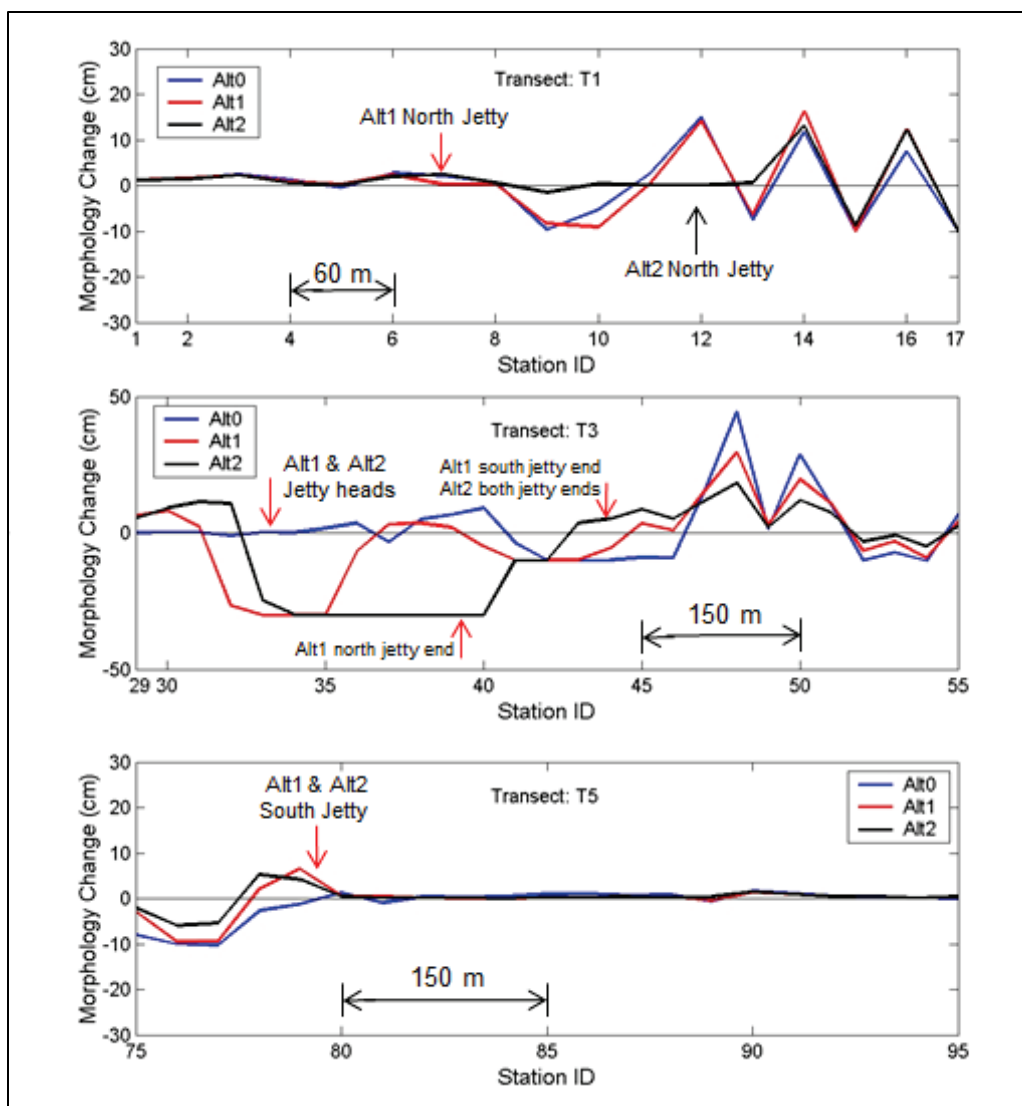 30
20
10
0
-10
-20
-30
Morphology Change (cm)
Alt0
Alt1
Alt2
Transect: T1
Alt1 North Jetty
Alt2 North Jetty
60 m
1 2 4 6 8 10 12 14 16 17
Station ID
50
0
-50
Morphology Change (cm)
Alt0
Alt1
Alt2
Transect: T3
Alt1 & Alt2
Jetty heads
Alt1 south jetty end
Alt2 both jetty ends
Alt1 north jetty end
150 m
29 30 35 40 45 50 55
Station ID
30
20
10
0
-10
-20
-30
Morphology Change (cm)
Alt1 & Alt2
South Jetty
Transect: T5
Alt0
Alt1
Alt2
150 m
75 80 85 90 95
Station ID